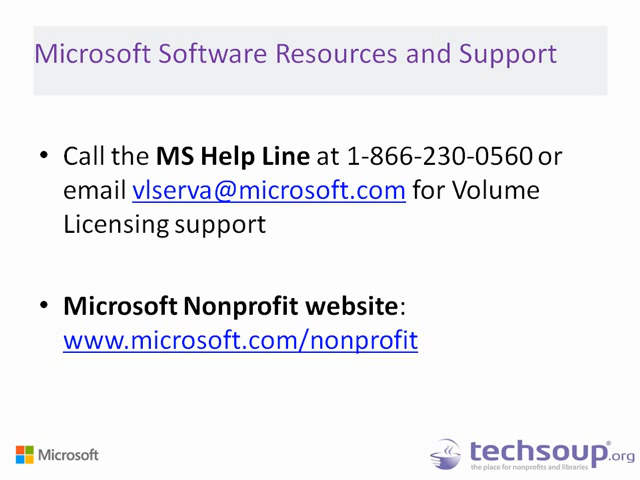 Microsoft Software Resources and Support
• Call the MS Help Line at 1-866-230-0560 or
email vlserva@microsoft.com for Volume
Licensing support
• Microsoft Nonprofit website:
www.microsoft.com/nonprofit
Microsoft
techsoup.org
the place for nonprofits and libraries